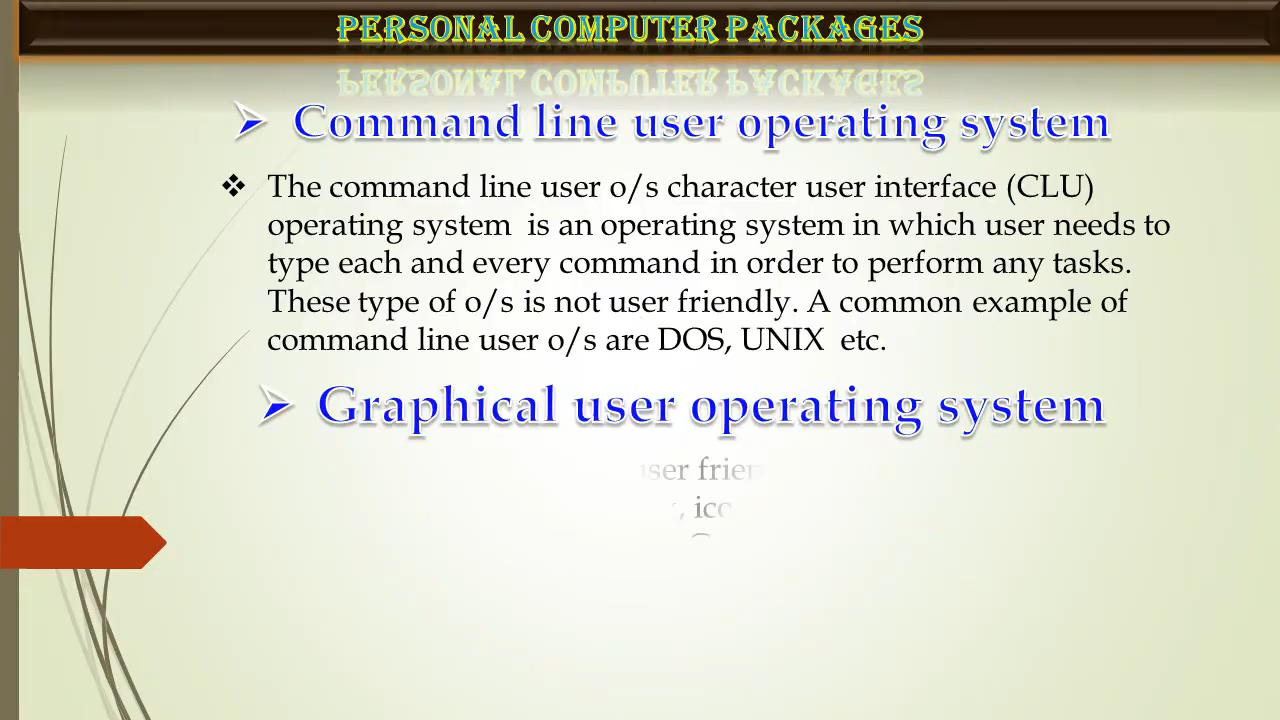 PERSONAL COMPUTER PACKAGES
Command line user operating system
The command line user o/s character user interface (CLU)
operating system is an operating system in which user needs to
type each and every command in order to perform any tasks.
These type of o/s is not user friendly. A common example of
command line user o/s are DOS, UNIX etc.
Graphical user operating system
user